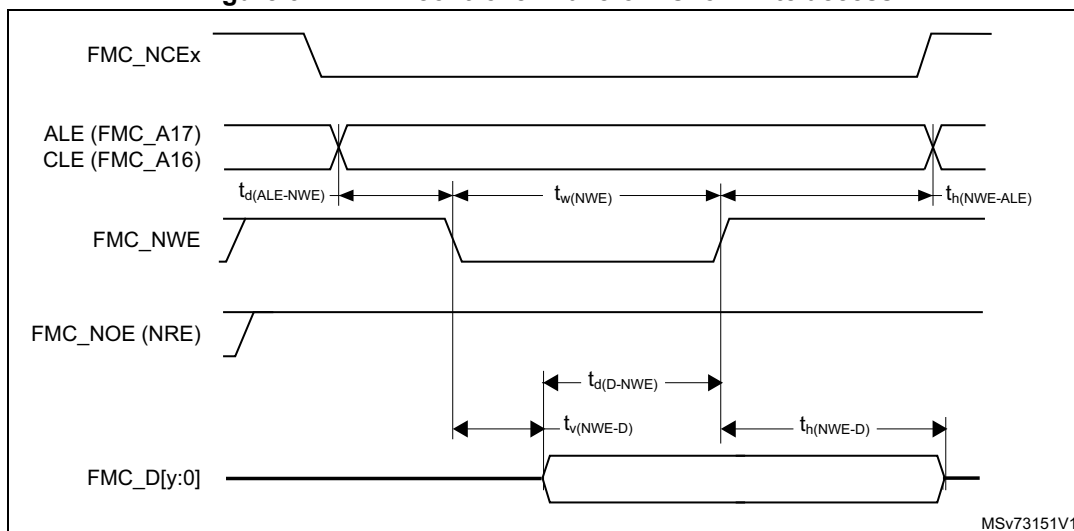 FMC_NCEx
ALE (FMC_A17)
CLE (FMC_A16)
td(ALE-NWE)
tw(NWE)
th(NWE-ALE)
FMC_NWE
FMC_NOE (NRE)
td(D-NWE)
tv(NWE-D)
th(NWE-D)
FMC_D[y:0]
MSv73151V1